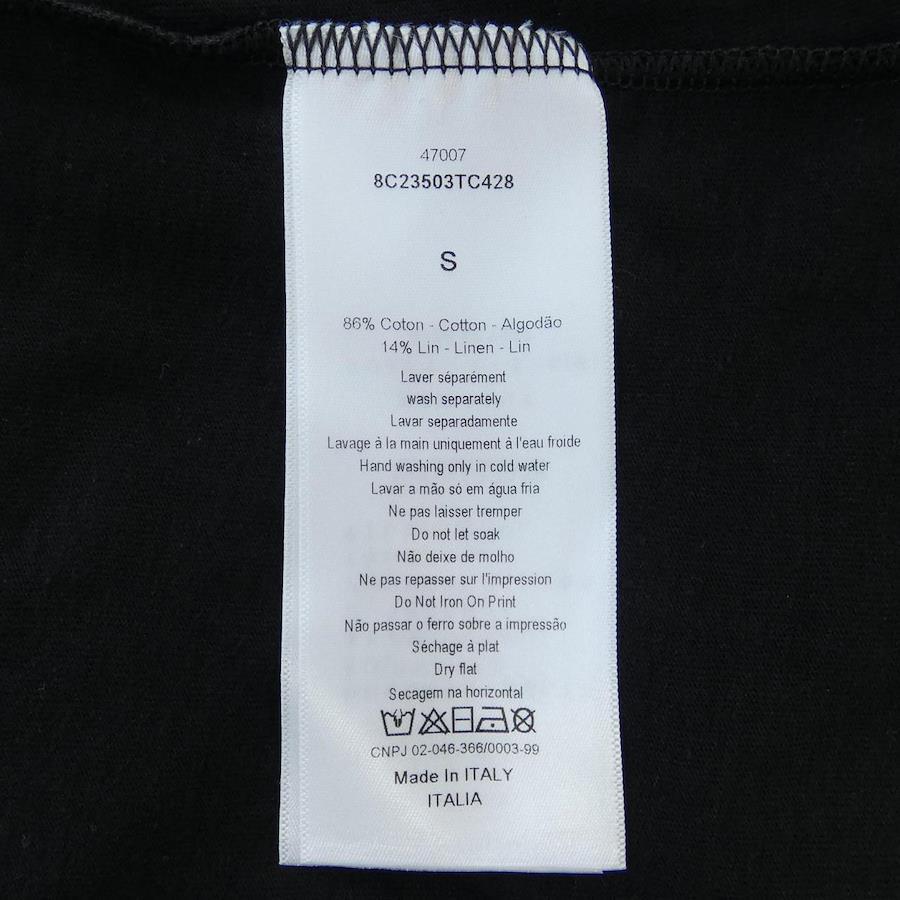 47007
8C23503TC428
S
86% Coton - Cotton - Algodão
14% Lin - Linen - Lin
Laver séparément
wash separately
Lavar separadamente
Lavage à la main uniquement à l'eau froide
Hand washing only in cold water
Lavar a mão só em água fria
Ne pas laisser tremper
Do not let soak
Não deixe de molho
Ne pas repasser sur l'impression
Do Not Iron On Print
Não passar o ferro sobre a impressão
Séchage à plat
Dry flat
Secagem na horizontal
CNPJ 02-046-366/0003-99
Made In ITALY
ITALIA